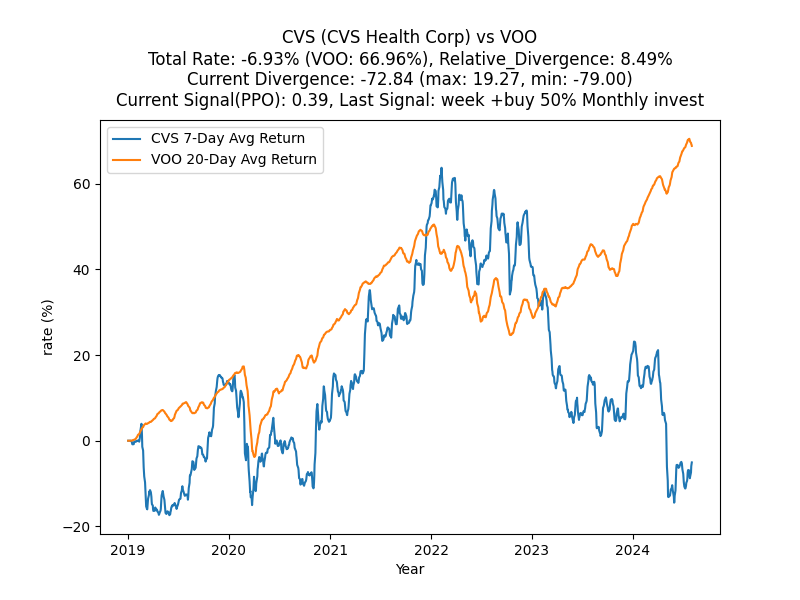 CVS (CVS Health Corp) vs VOO
Total Rate: -6.93% (VOO: 66.96%), Relative_Divergence: 8.49%
Current Divergence: -72.84 (max: 19.27, min: -79.00)
Current Signal(PPO): 0.39, Last Signal: week +buy 50% Monthly invest
CVS 7-Day Avg Return
VOO 20-Day Avg Return
60
40
20
0
−20
rate (%)
2019 2020 2021 2022 2023 2024
Year